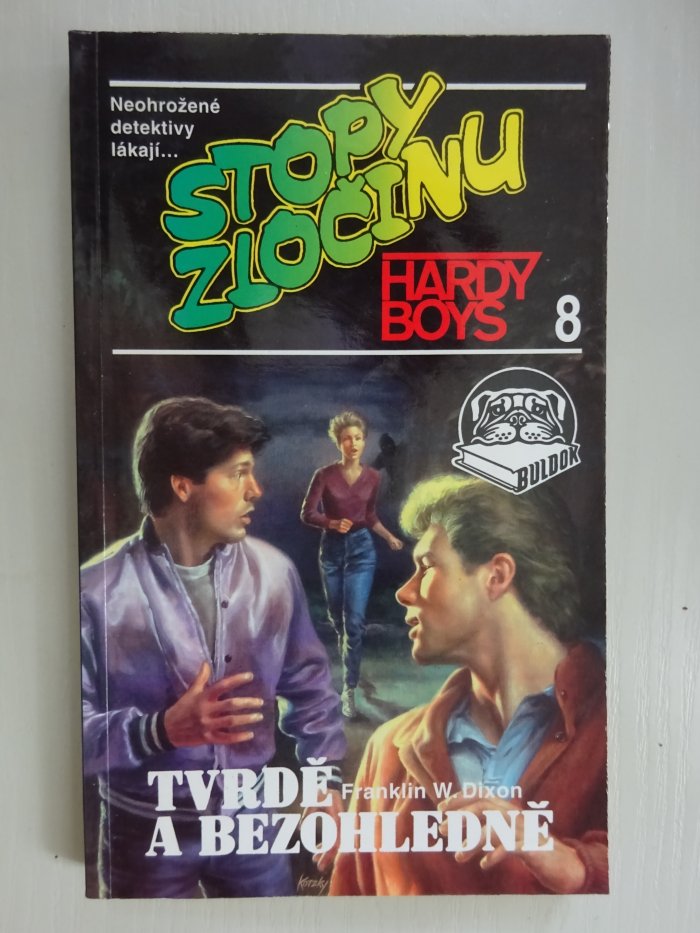 Neohrožené
detektivy
lákají...
STOPY
ZLOČINU
HARDY
BOYS
8
BULDOK
TVRDĚ
Franklin W. Dixon
A BEZOHLEDNĚ